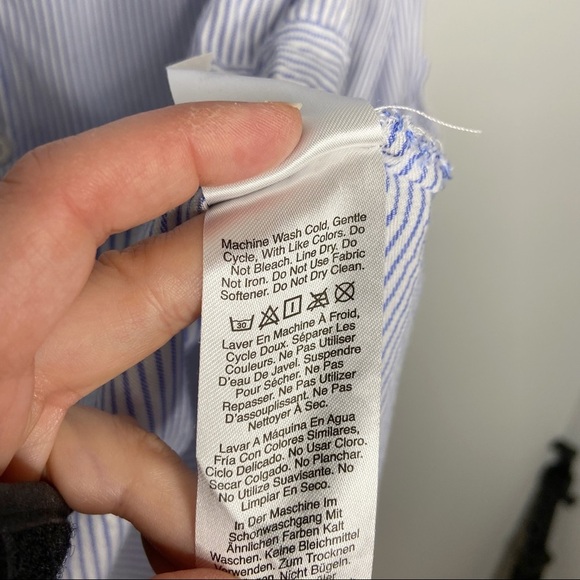 Machine Wash Cold, Gentle
Cycle, With Like Colors. Do
Not Bleach. Line Dry. Do
Not Iron. Do Not Use Fabric
Softener. Do Not Dry Clean.
30
Laver En Machine À Froid,
Cycle Doux. Séparer Les
Couleurs. Ne Pas Utiliser
D'eau De Javel. Suspendre
Pour Sécher. Ne Pas
Repasser. Ne Pas Utiliser
D'assouplissant. Ne Pas
Nettoyer À Sec.
Lavar A Máquina En Agua
Fría Con Colores Similares,
Ciclo Delicado. No Usar Cloro.
Secar Colgado. No Planchar.
No Utilize Suavisante. No
Limpiar En Seco.
In Der Maschine Im
Schonwaschgang Mit
Ähnlichen Farben Kalt
Waschen. Keine Bleichmittel
Verwenden. Zum Trocknen
Nicht Bügeln.